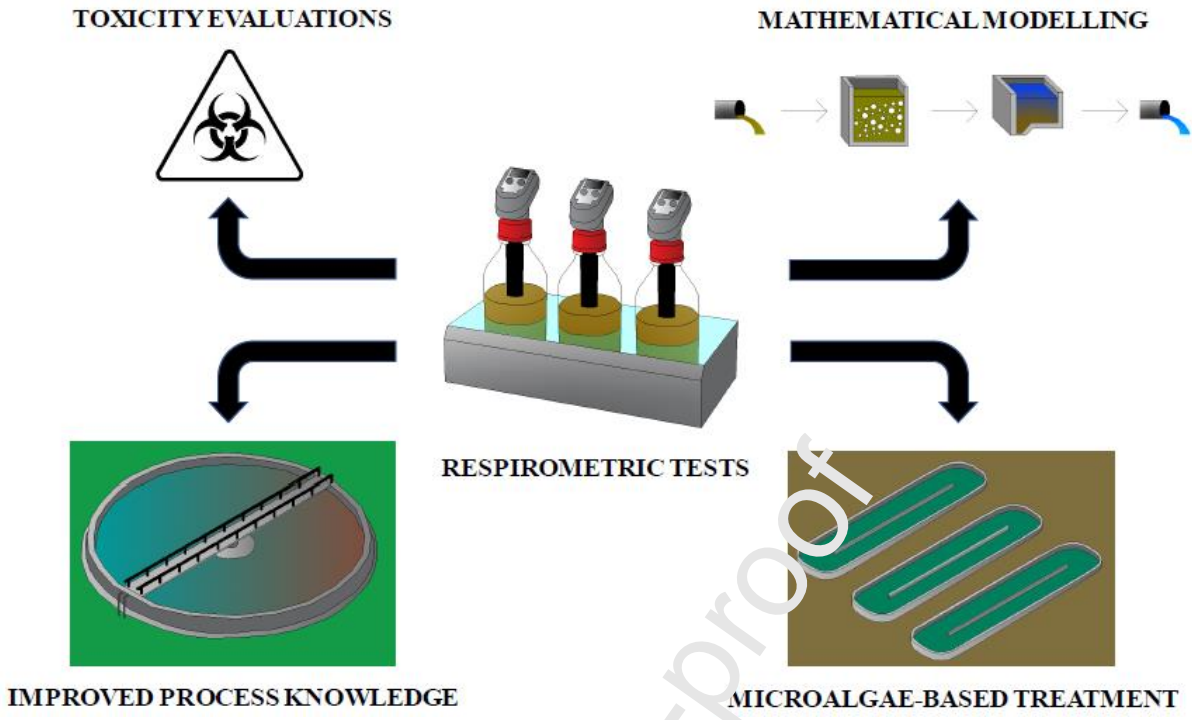 TOXICITY EVALUATIONS
MATHEMATICAL MODELLING
RESPIROMETRIC TESTS
IMPROVED PROCESS KNOWLEDGE
MICROALGAE-BASED TREATMENT